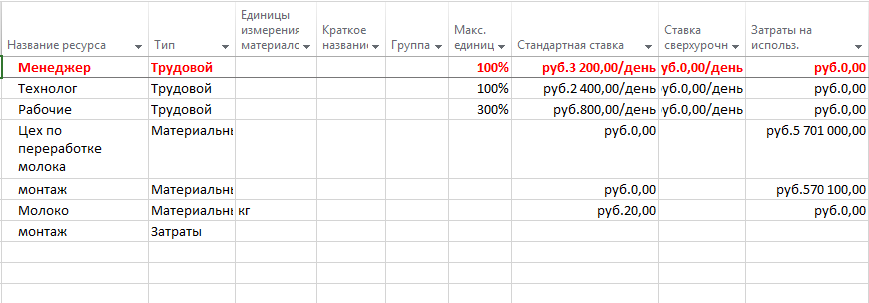 Название ресурса Тип Единицы измерения материалс Краткое названи Группа Макс. единиц Стандартная ставка Ставка сверхурочн Затраты на использ.
Менеджер Трудовой 100% руб.3 200,00/день уб.0,00/день руб.0,00
Технолог Трудовой 100% руб.2 400,00/день уб.0,00/день руб.0,00
Рабочие Трудовой 300% руб.800,00/день уб.0,00/день руб.0,00
Цех по переработке молока Материальнь руб.0,00 руб.5 701 000,00
монтаж Материальнь руб.0,00 руб.570 100,00
Молоко Материальнь кг руб.20,00 руб.0,00
монтаж Затраты